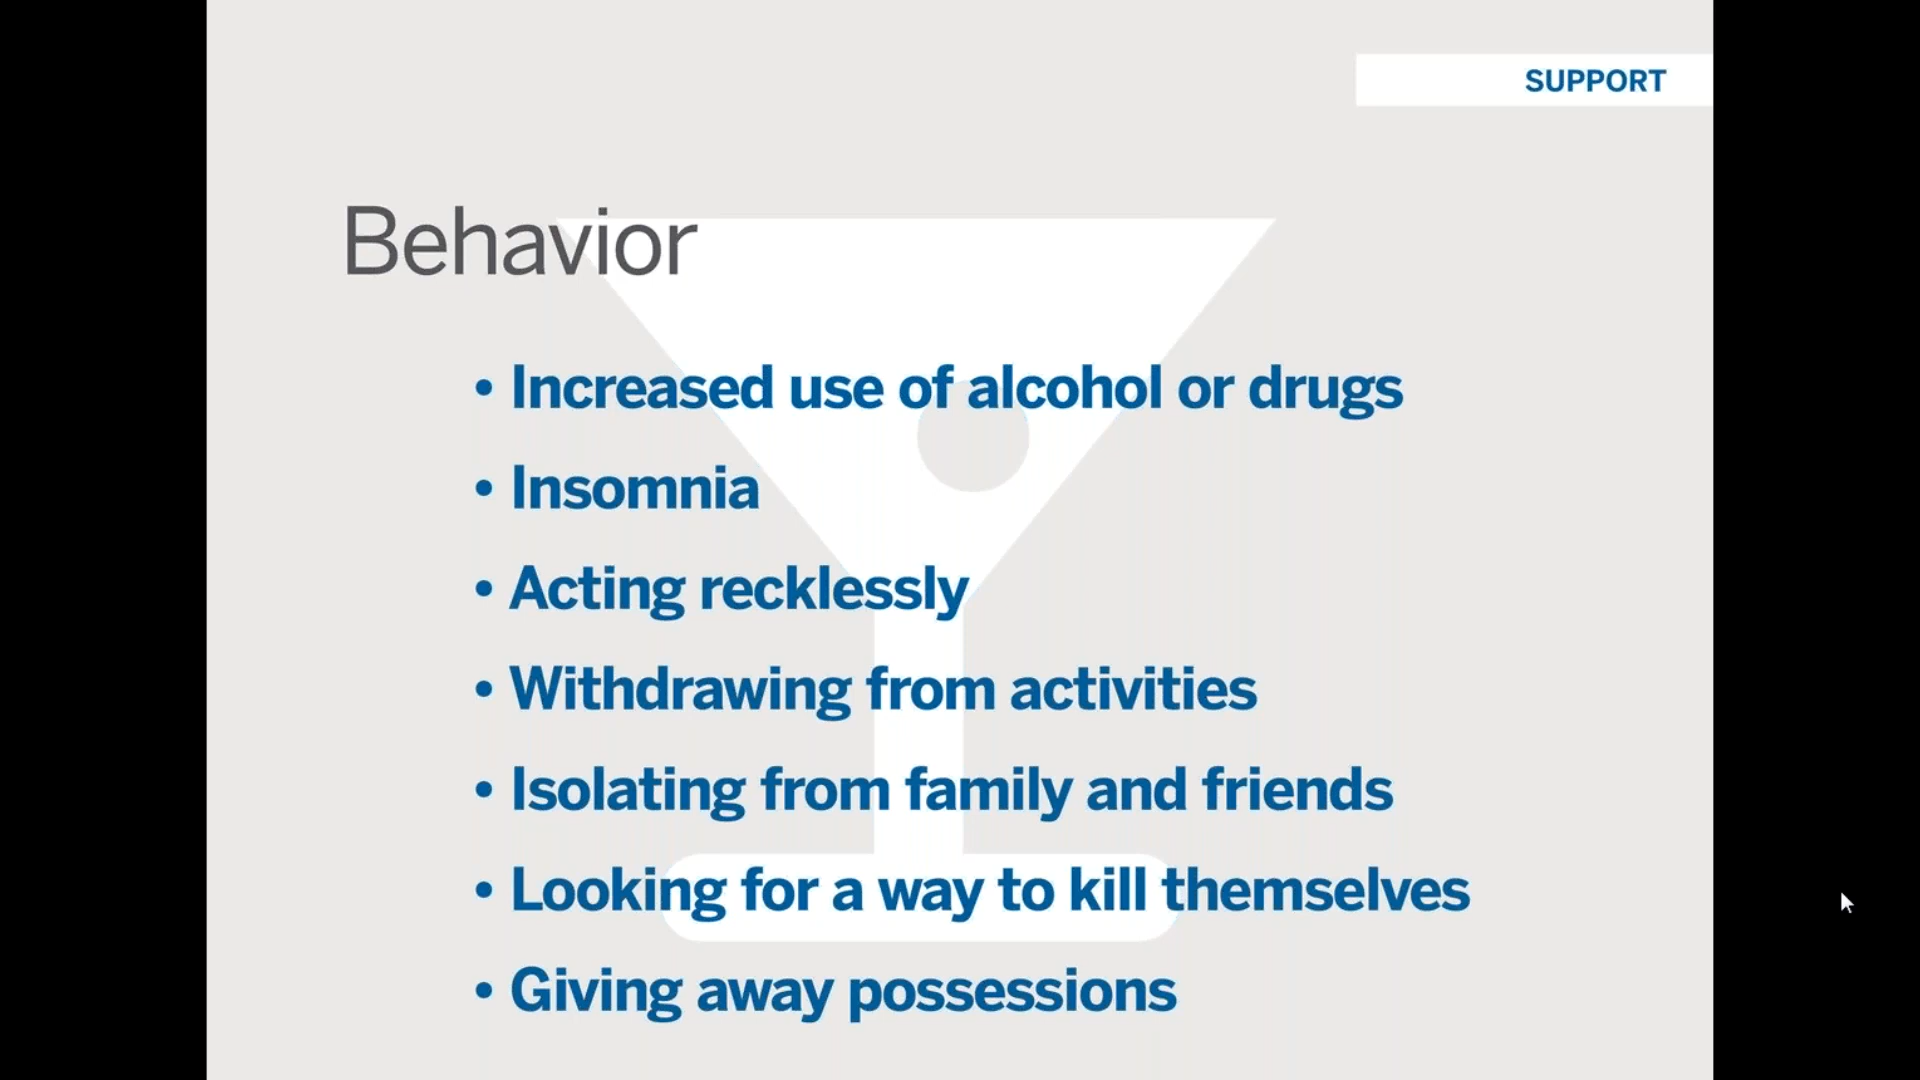 SUPPORT
Behavior
• Increased use of alcohol or drugs
• Insomnia
• Acting recklessly
• Withdrawing from activities
• Isolating from family and friends
• Looking for a way to kill themselves
• Giving away possessions